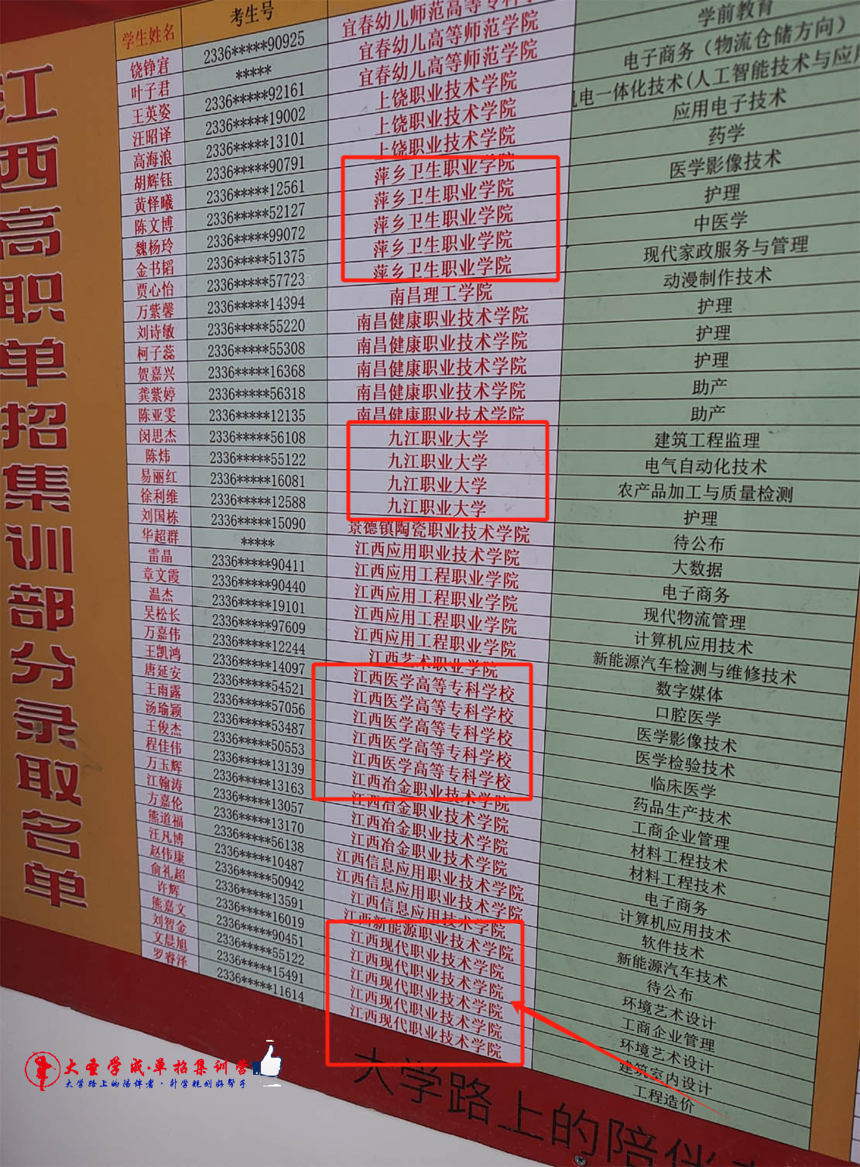 江西高职单招集训部分录取名单
学生姓名 考生号
2336*****90925 宜春幼儿师范高等专科学
叶子君 ***** 宜春幼儿高等师范学院
王英姿 2336*****92161 宜春幼儿高等师范学院 学前教育
汪昭译 2336*****19002 上饶职业技术学院 电子商务（物流仓储方向）
高海浪 2336*****13101 上饶职业技术学院 电一体化技术(人工智能技术与应
胡辉钰 2336*****90791 上饶职业技术学院 应用电子技术
黄怿曦 2336*****12561 萍乡卫生职业学院 药学
陈文博 2336*****52127 萍乡卫生职业学院 医学影像技术
魏杨玲 2336*****99072 萍乡卫生职业学院 护理
金书韬 2336*****51375 萍乡卫生职业学院 中医学
贾心怡 2336*****57723 萍乡卫生职业学院 现代家政服务与管理
万紫馨 2336*****14394 南昌理工学院 动漫制作技术
刘诗敏 2336*****55220 南昌健康职业技术学院 护理
柯子蕊 2336*****55308 南昌健康职业技术学院 护理
贺嘉兴 2336*****16368 南昌健康职业技术学院 护理
龚紫婷 2336*****56318 南昌健康职业技术学院 助产
陈亚雯 2336*****12135 南昌健康职业技术学院 助产
闵思杰 2336*****56108 九江职业大学 建筑工程监理
陈炜 2336*****55122 九江职业大学 电气自动化技术
易丽红 2336*****16081 九江职业大学 农产品加工与质量检测
徐利维 2336*****12588 九江职业大学 护理
刘国栋 2336*****15090 景德镇陶瓷职业技术学院 待公布
华超群 ***** 江西应用职业技术学院 大数据
雷晶 2336*****90411 江西应用工程职业学院 电子商务
章文霞 2336*****90440 江西应用工程职业学院 现代物流管理
温杰 2336*****19101 江西应用工程职业学院 计算机应用技术
吴松长 2336*****97609 江西应用工程职业学院 新能源汽车检测与维修技术
万嘉伟 2336*****12244 江西艺术职业学院 数字媒体
王凯鸿 2336*****14097 江西医学高等专科学校 口腔医学
唐延安 2336*****54521 江西医学高等专科学校 医学影像技术
王雨露 2336*****57056 江西医学高等专科学校 医学检验技术
汤瑜颖 2336*****53487 江西医学高等专科学校 临床医学
王俊杰 2336*****50553 江西医学高等专科学校 药品生产技术
程佳伟 2336*****13139 江西冶金职业技术学院 工商企业管理
万玉辉 2336*****13163 江西冶金职业技术学院 材料工程技术
江翰涛 2336*****13057 江西冶金职业技术学院 材料工程技术
方嘉伦 2336*****13170 江西冶金职业技术学院 电子商务
熊道福 2336*****56138 江西信息应用职业技术学院 计算机应用技术
汪凡博 2336*****10487 江西信息应用职业技术学院 软件技术
赵伟康 2336*****50942 江西信息应用技术学院 新能源汽车技术
俞礼超 2336*****13591 江西新能源职业技术学院 待公布
许辉 2336*****16019 江西现代职业技术学院 环境艺术设计
熊嘉文 2336*****90451 江西现代职业技术学院 工商企业管理
刘智金 2336*****55122 江西现代职业技术学院 环境艺术设计
文晨旭 2336*****15491 江西现代职业技术学院 建筑室内设计
罗睿泽 2336*****11614 江西现代职业技术学院 工程造价
大学路上的陪伴
大圣学成·单招集训营
大学路上的陪伴者·升学规划好帮手